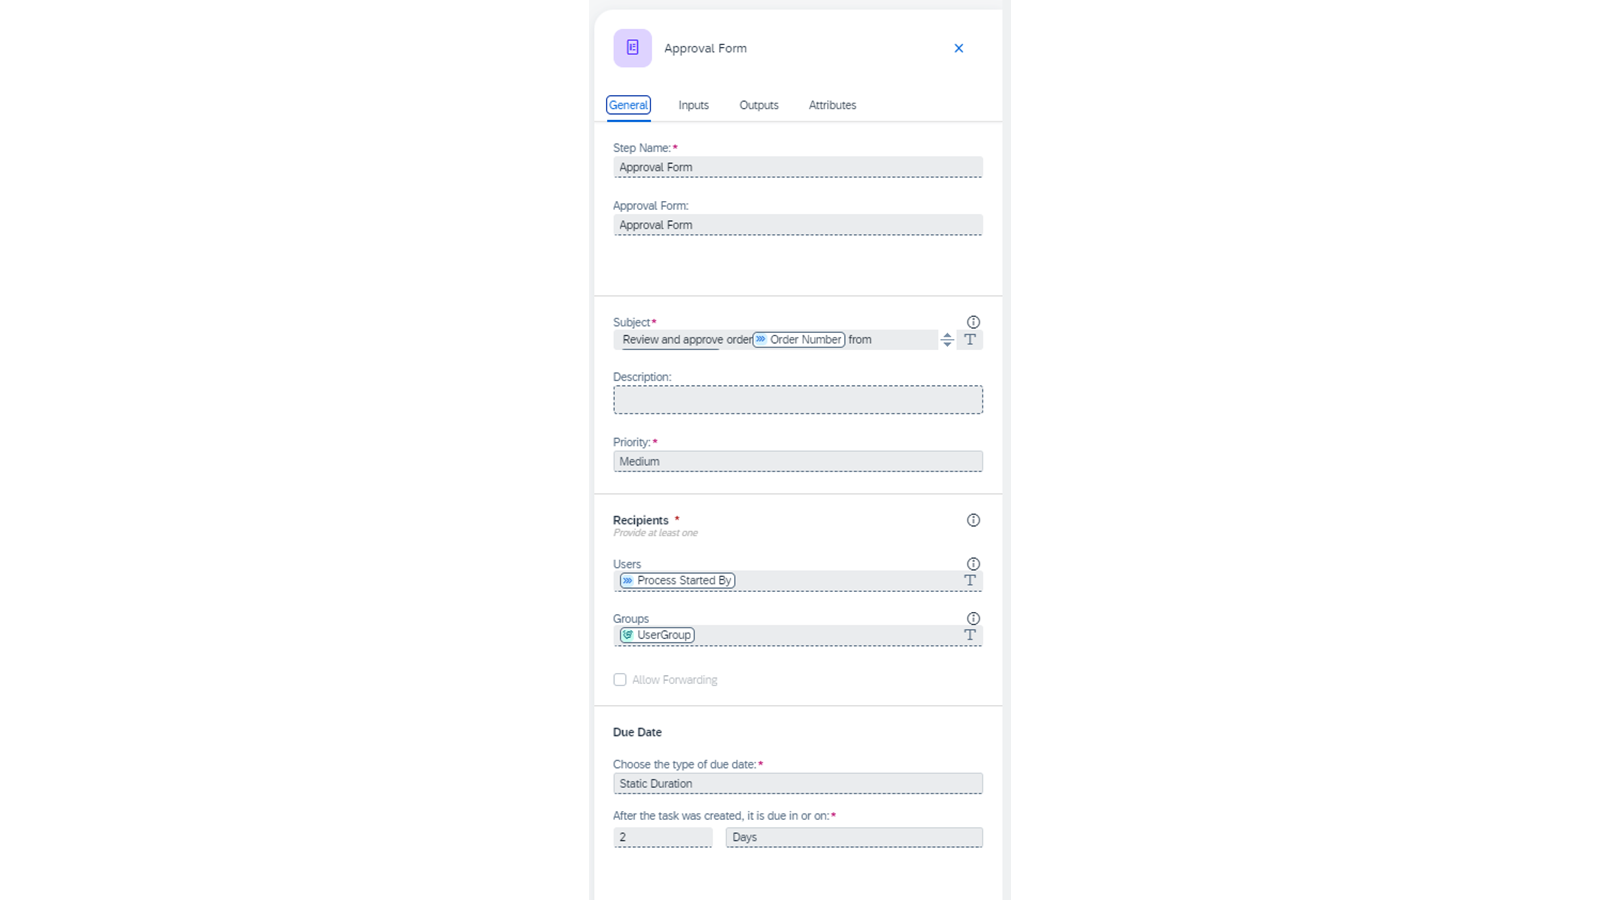 Approval Form
General Inputs Outputs Attributes
Step Name:*
Approval Form
Approval Form:
Approval Form
Subject*
Review and approve order Order Number from
Description:
Priority:*
Medium
Recipients *
Provide at least one
Users
Process Started By
Groups
UserGroup
Allow Forwarding
Due Date
Choose the type of due date:*
Static Duration
After the task was created, it is due in or on:*
2 Days